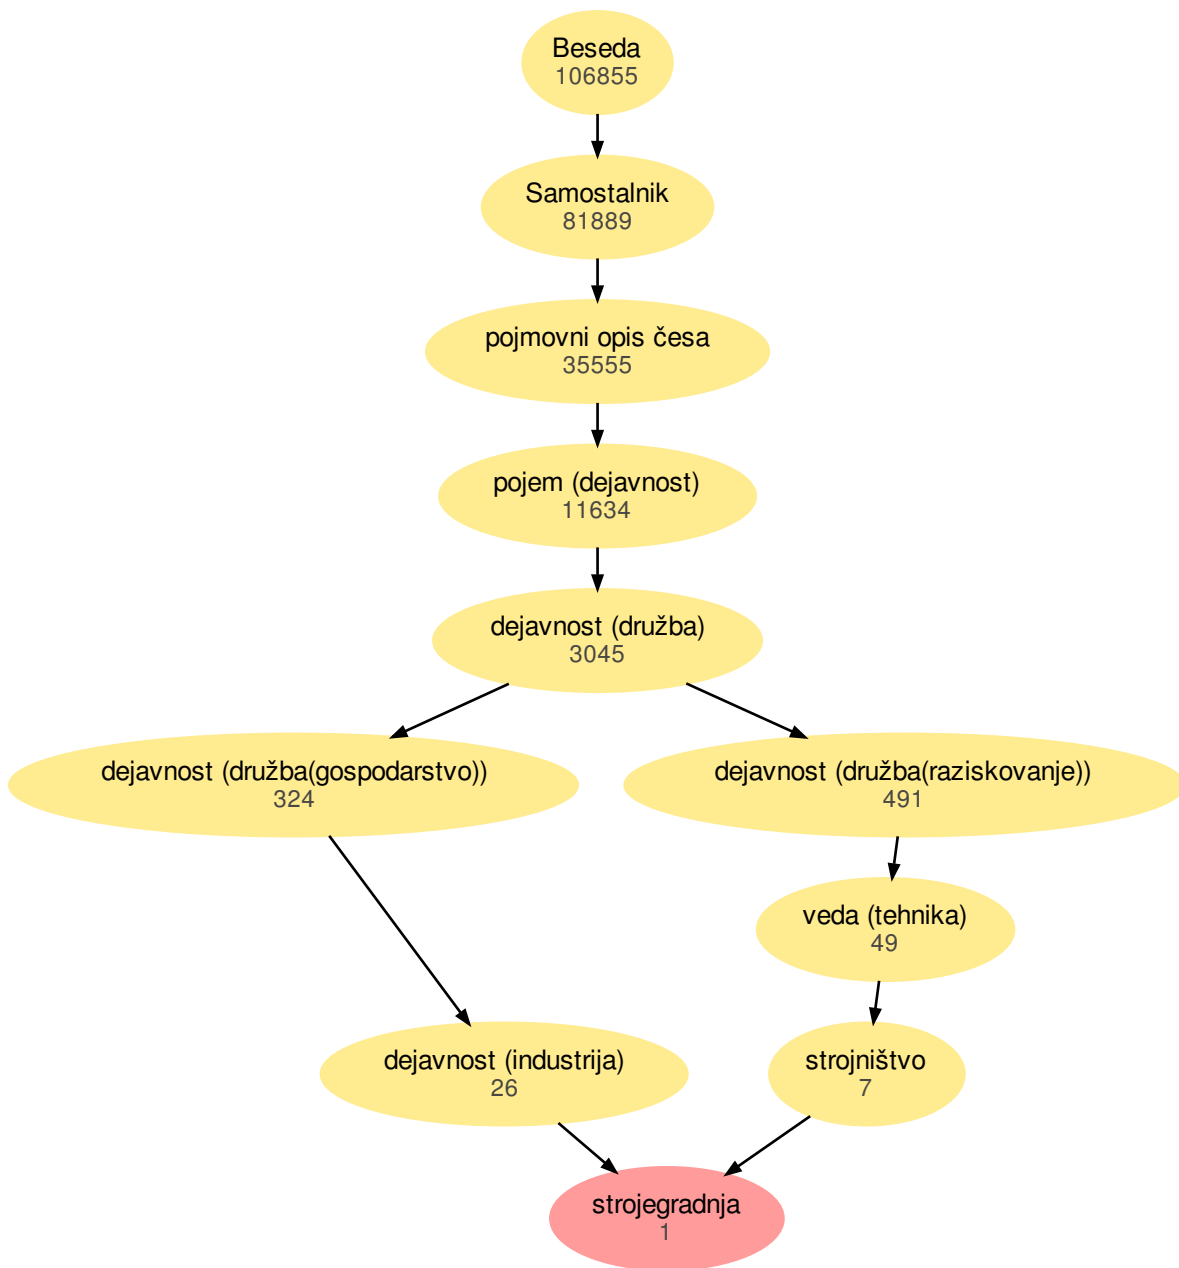 Beseda
106855
Samostalnik
81889
pojmovni opis česa
35555
pojem (dejavnost)
11634
dejavnost (družba)
3045
dejavnost (družba(gospodarstvo))
324
dejavnost (družba(raziskovanje))
491
veda (tehnika)
49
dejavnost (industrija)
26
strojništvo
7
strojegradnja
1